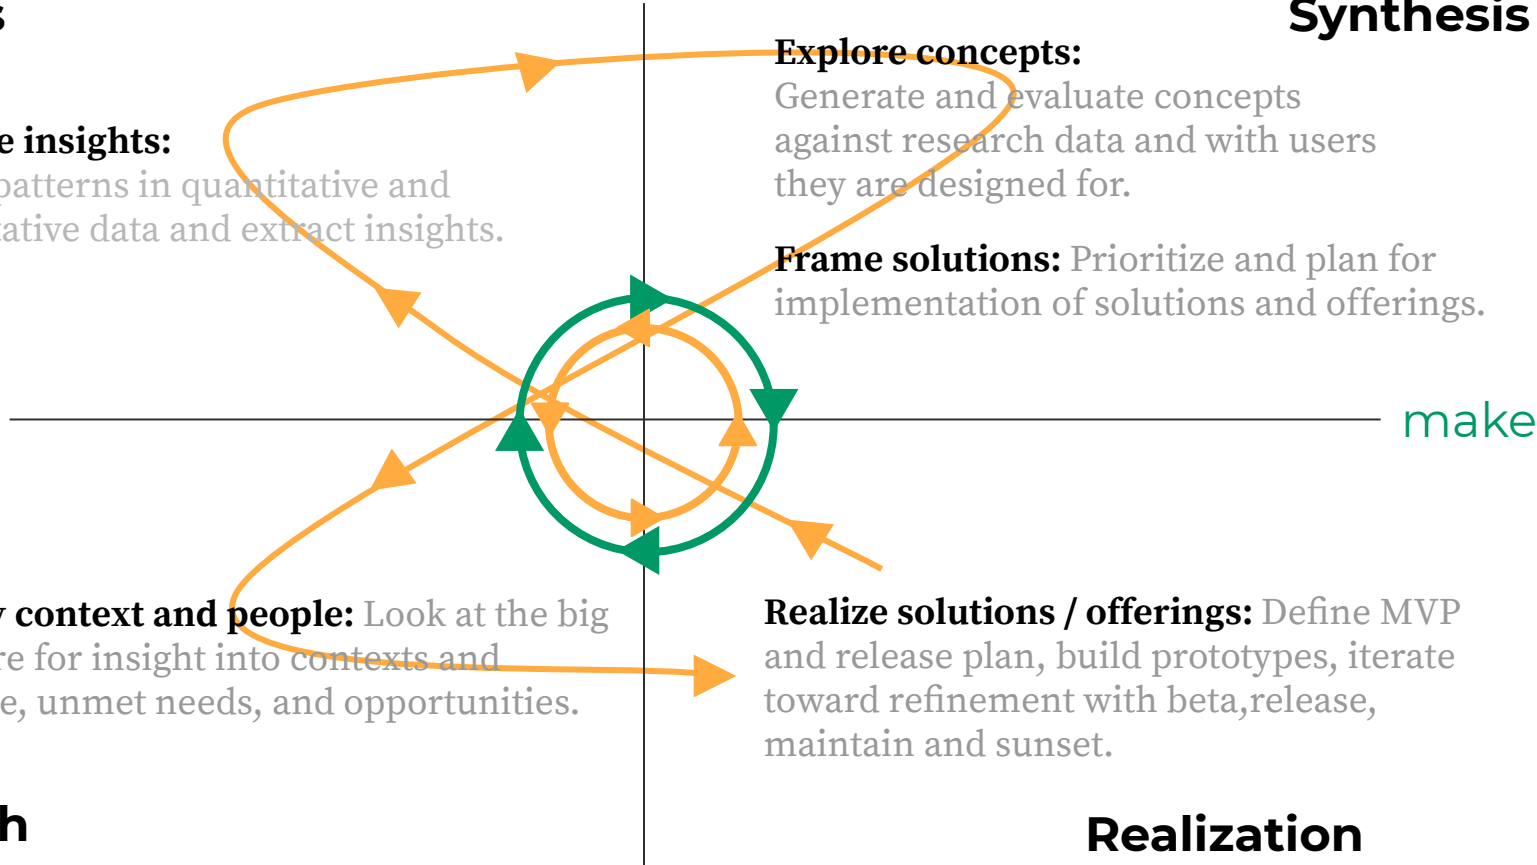 s
Synthesis
Explore concepts:
Generate and evaluate concepts
against research data and with users
they are designed for.
e insights:
patterns in quantitative and
tative data and extract insights.
Frame solutions: Prioritize and plan for
implementation of solutions and offerings.
make
y context and people: Look at the big
re for insight into contexts and
e, unmet needs, and opportunities.
Realize solutions / offerings: Define MVP
and release plan, build prototypes, iterate
toward refinement with beta,release,
maintain and sunset.
h
Realization